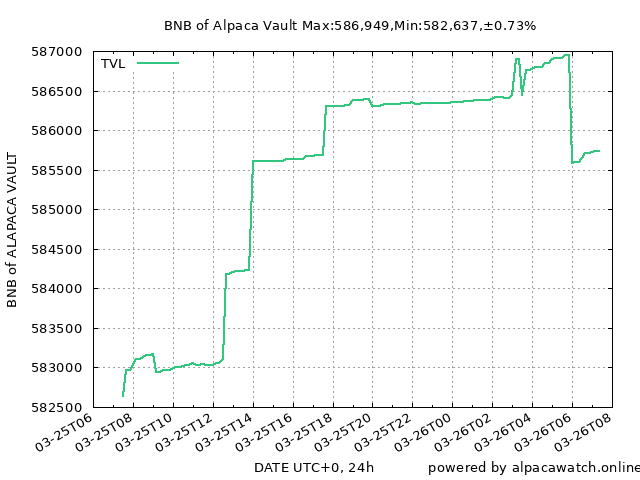 BNB of Alpaca Vault Max:586,949,Min:582,637,±0.73%
TVL
587000
586500
586000
585500
585000
584500
584000
583500
583000
582500
BNB of ALAPACA VAULT
03-25T06
03-25T08
03-25T10
03-25T12
03-25T14
03-25T16
03-25T18
03-25T20
03-25T22
03-26T00
03-26T02
03-26T04
03-26T06
03-26T08
DATE UTC+0, 24h
powered by alpacawatch.online